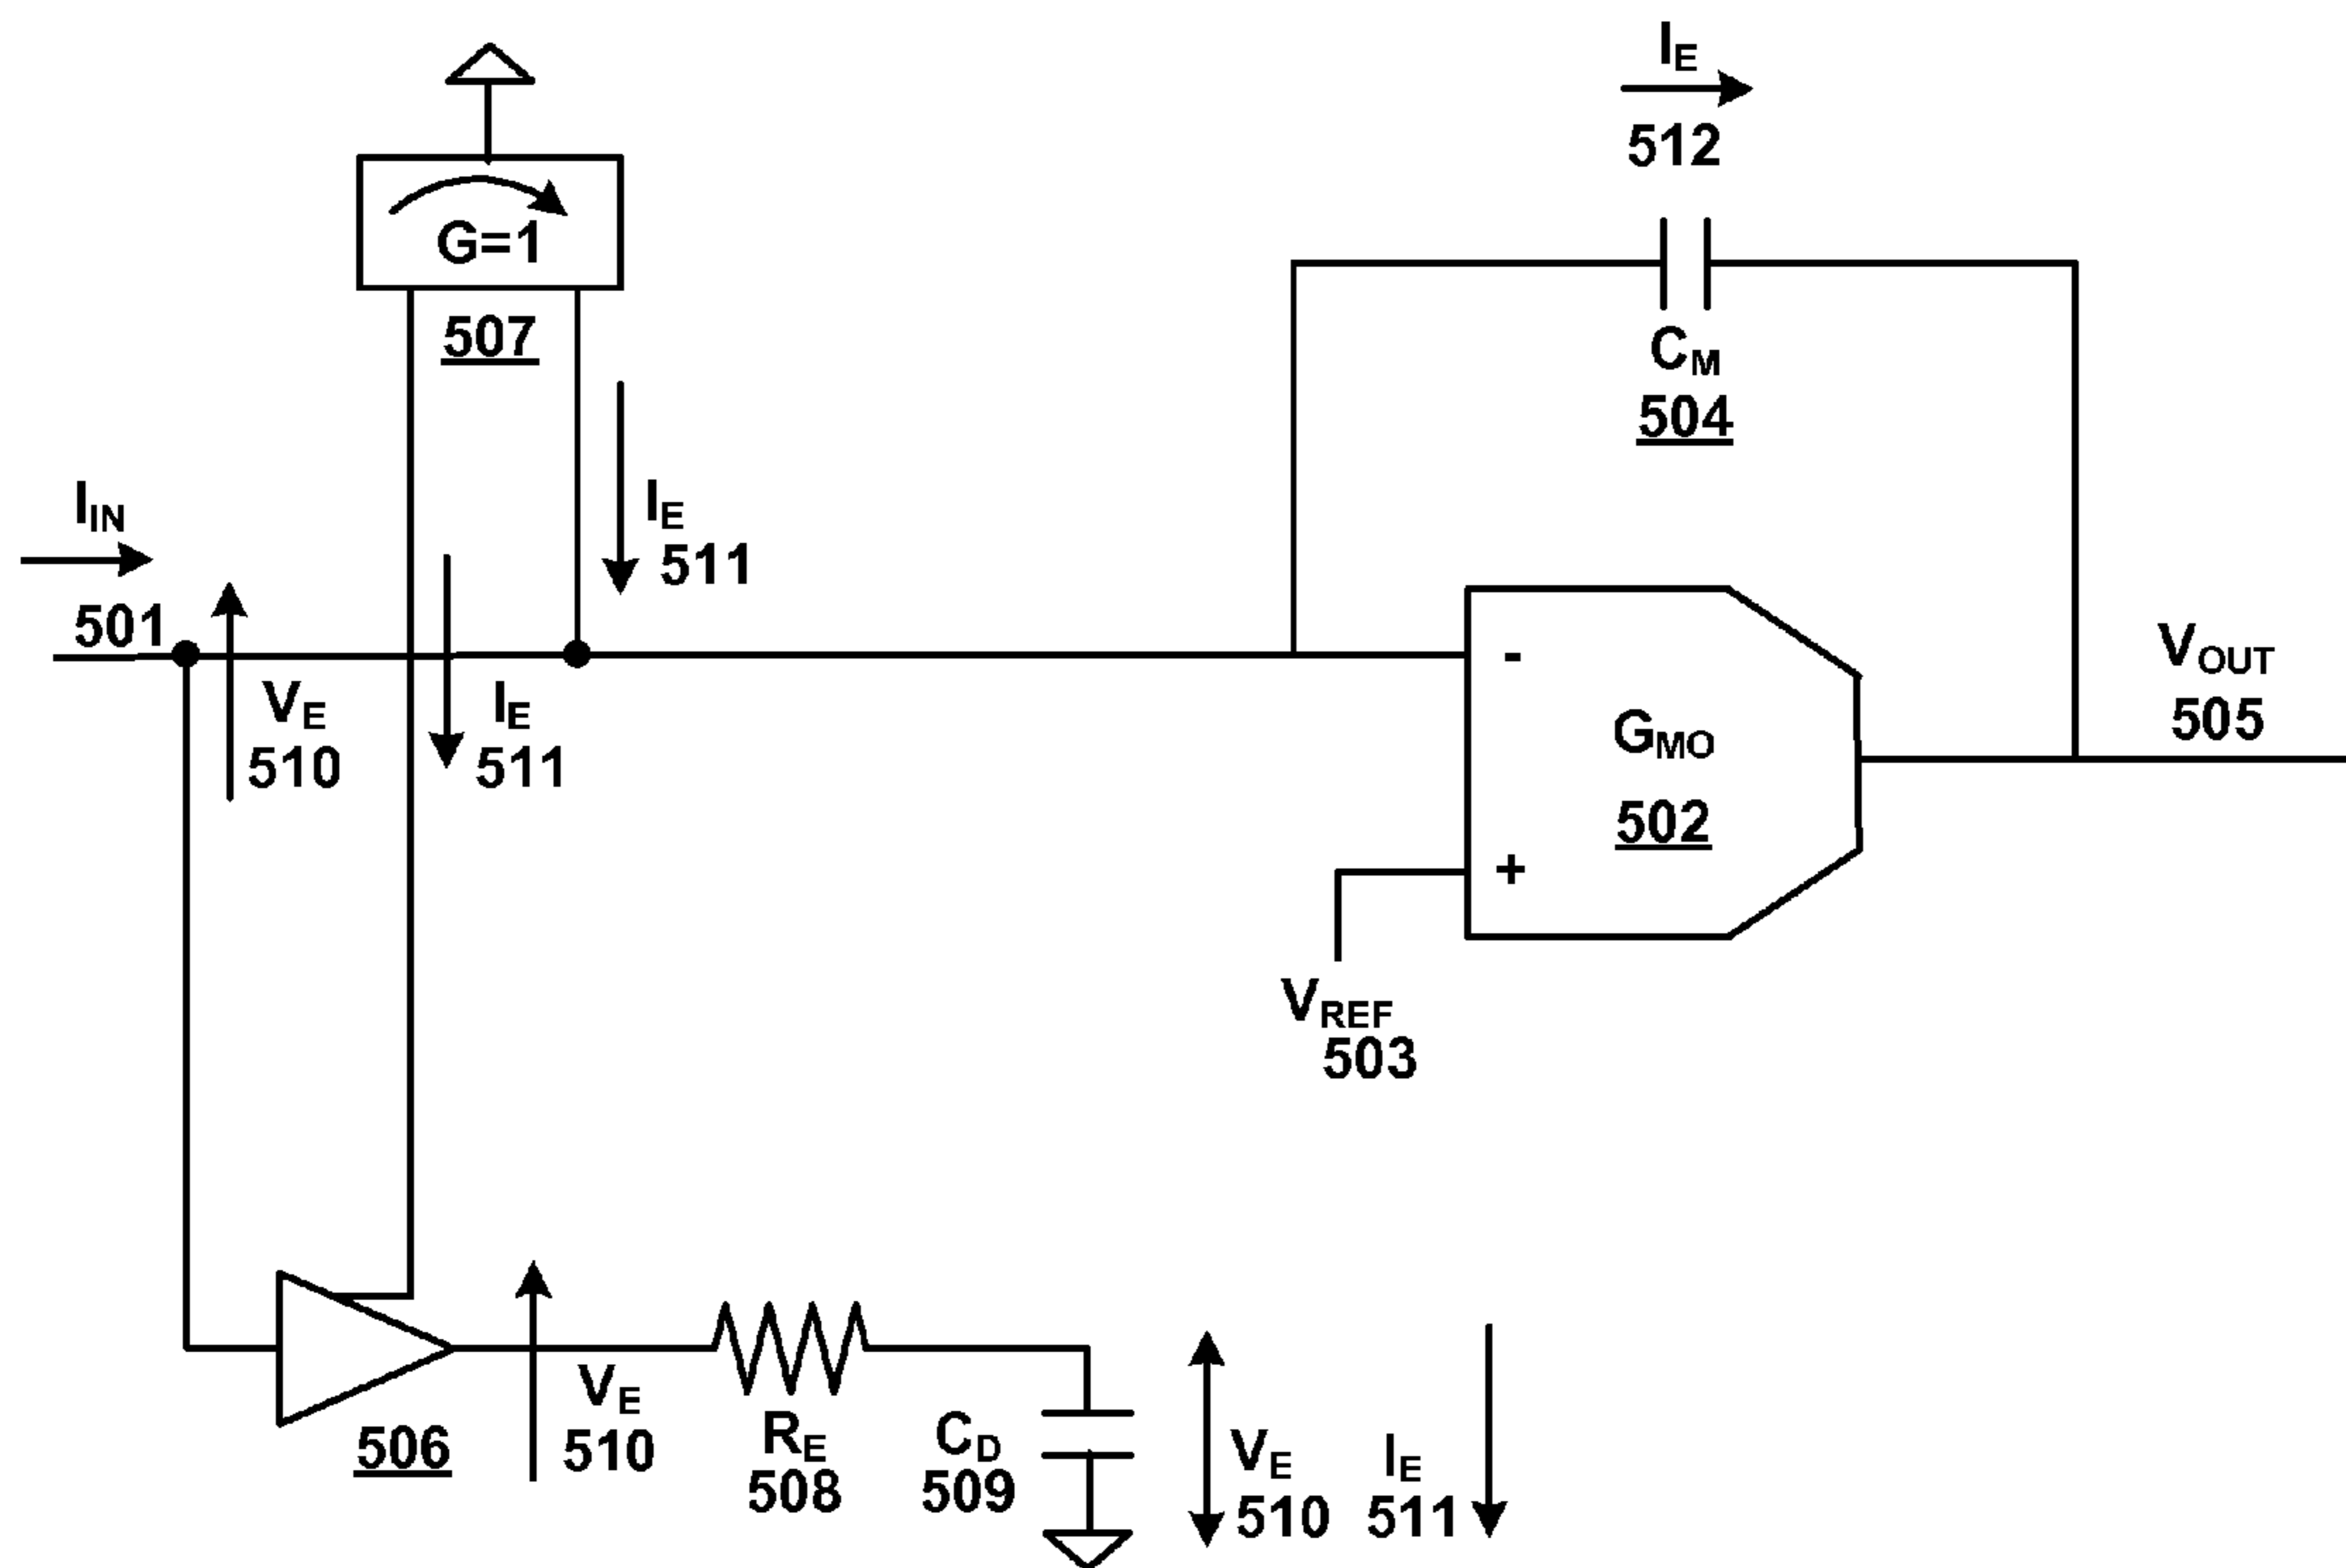 I_E
512
G=1
507
C_M
504
I_IN
501
I_E
511
V_E
510
I_E
511
-
G_MO
502
+
V_OUT
505
V_REF
503
506
V_E
510
R_E
508
C_D
509
V_E
510
I_E
511